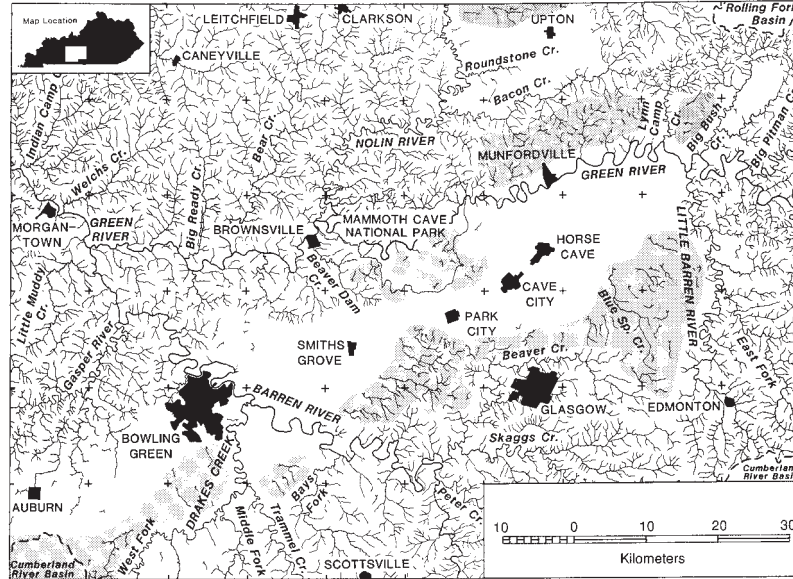 Map Location
LEITCHFIELD
CLARKSON
UPTON
Rolling Fork
Basin
CANEYVILLE
Roundstone Cr.
Bacon Cr.
Indian Camp Cr.
Bear Cr.
Lynn
Camp
Cr.
Big Bush
Cr.
Big Pitman Cr.
NOLIN RIVER
MUNFORDVILLE
GREEN RIVER
Welchs Cr.
Big Ready Cr.
MORGAN-
TOWN
GREEN
RIVER
BROWNSVILLE
MAMMOTH CAVE
NATIONAL PARK
HORSE
CAVE
LITTLE BARREN RIVER
Beaver Dam
Cr.
CAVE
CITY
Little Muddy
Cr.
Gasper River
PARK
CITY
Blue Sp. Cr.
SMITHS
GROVE
Beaver Cr.
East Fork
BARREN RIVER
GLASGOW
EDMONTON
BOWLING
GREEN
Skaggs Cr.
DRAKES CREEK
Cumberland
River Basin
AUBURN
Bays
Fork
Peter Cr.
West Fork
Middle Fork
Trammel Cr.
10 0 10 20 30
Kilometers
Cumberland
River Basin
SCOTTSVILLE